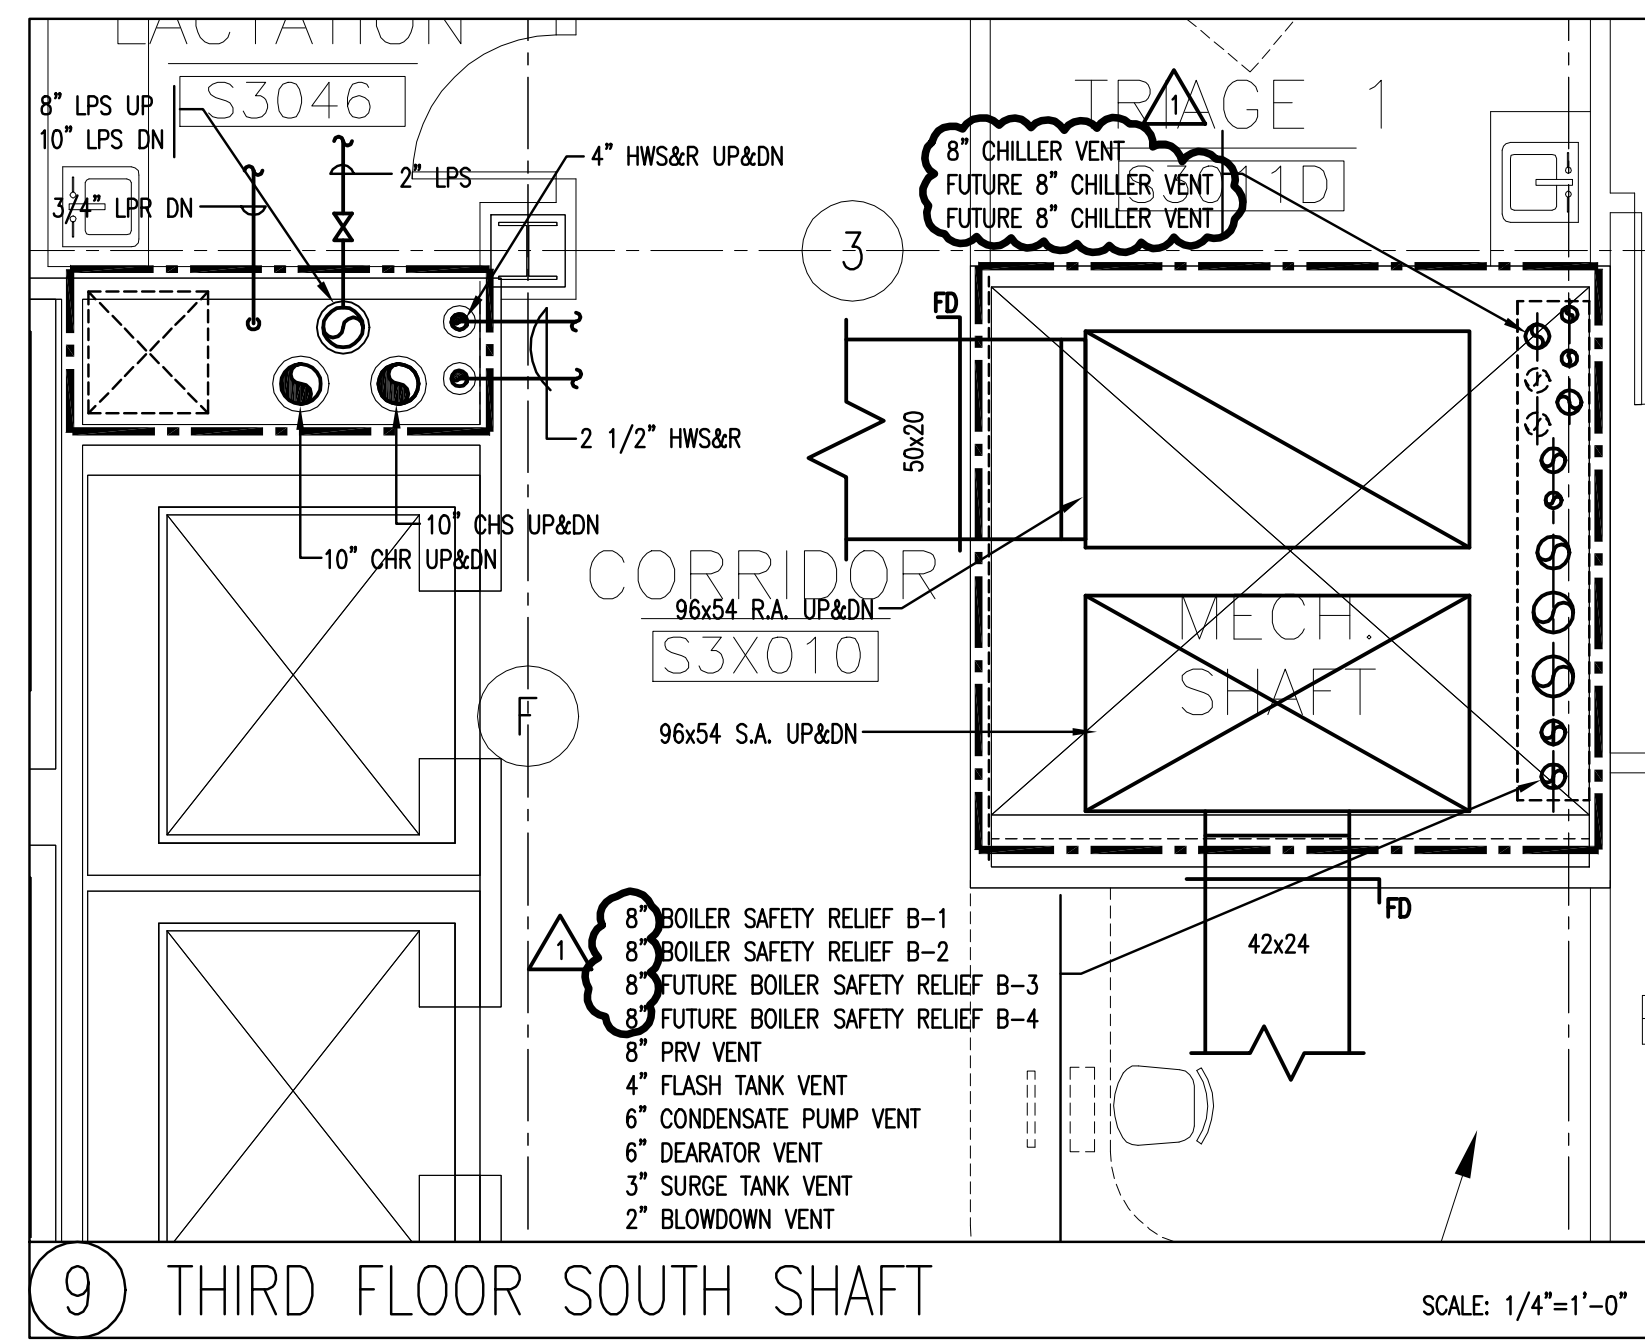 LACTATION
S3046
8" LPS UP
10" LPS DN
3/4" LPR DN
2" LPS
4" HWS&R UP&DN
2 1/2" HWS&R
10" CHS UP&DN
10" CHR UP&DN
3
TRIAGE 1
S3011D
1
8" CHILLER VENT
FUTURE 8" CHILLER VENT
FUTURE 8" CHILLER VENT
FD
50x20
CORRIDOR
S3X010
96x54 R.A. UP&DN
96x54 S.A. UP&DN
MECH.
SHAFT
F
FD
42x24
1
8" BOILER SAFETY RELIEF B-1
8" BOILER SAFETY RELIEF B-2
8" FUTURE BOILER SAFETY RELIEF B-3
8" FUTURE BOILER SAFETY RELIEF B-4
8" PRV VENT
4" FLASH TANK VENT
6" CONDENSATE PUMP VENT
6" DEARATOR VENT
3" SURGE TANK VENT
2" BLOWDOWN VENT
9 THIRD FLOOR SOUTH SHAFT
SCALE: 1/4"=1'-0"